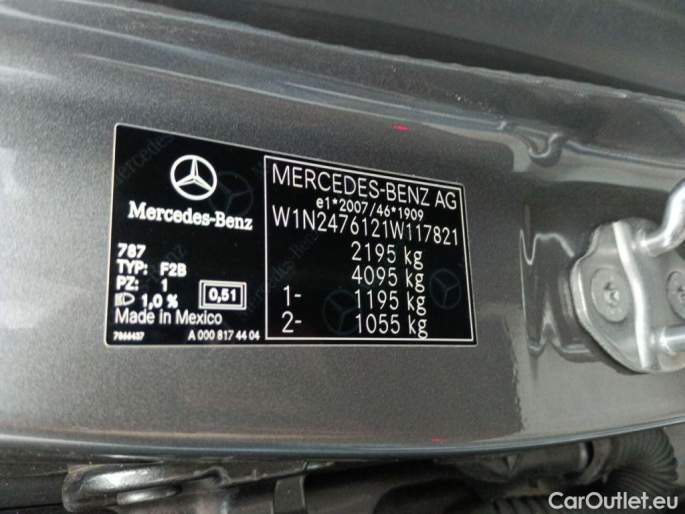 Mercedes-Benz
787
TYP: F2B
PZ: 1
1,0 %
0,51
Made in Mexico
7866437
A 000 817 44 04
MERCEDES-BENZ AG
e1*2007/46*1909
W1N2476121W117821
2195 kg
4095 kg
1- 1195 kg
2- 1055 kg
CarOutlet.eu